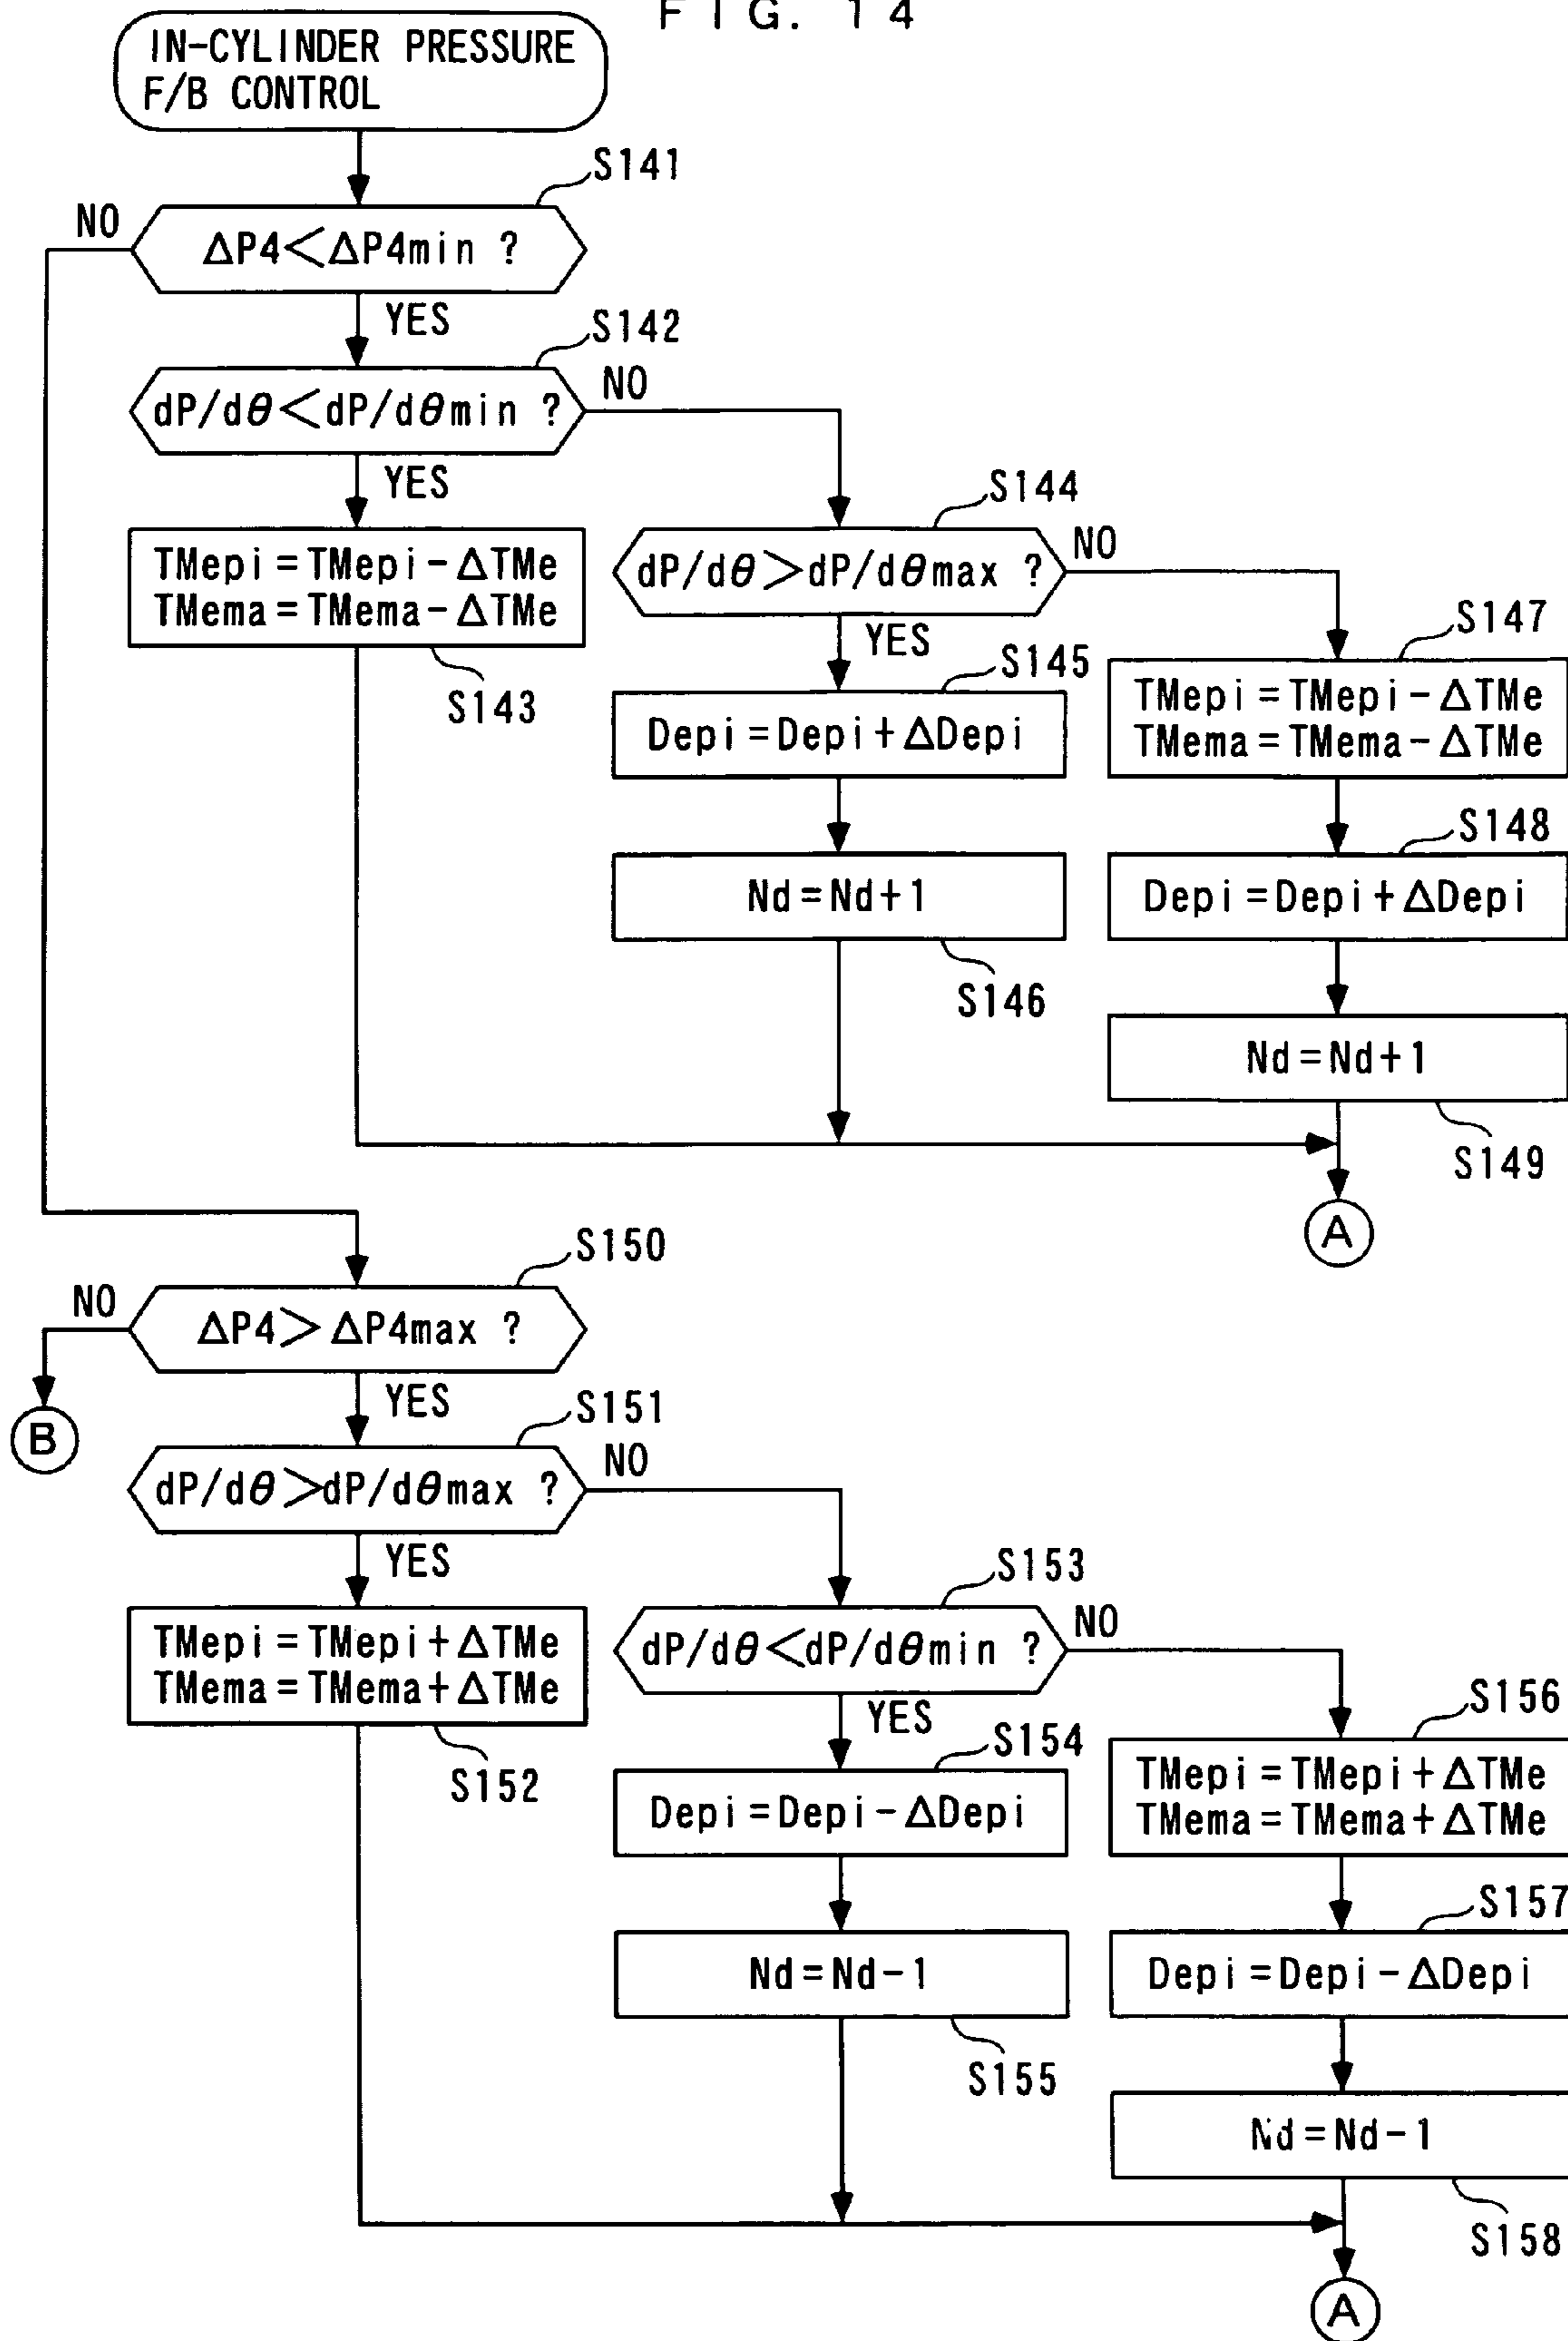 FIG. 14
IN-CYLINDER PRESSURE
F/B CONTROL
S141
NO
ΔP4<ΔP4min ?
YES
S142
dP/dθ<dP/dθmin ?
NO
YES
S144
TMepi=TMepi-ΔTMe
TMema=TMema-ΔTMe
S143
dP/dθ>dP/dθmax ?
NO
YES
S145
Depi=Depi+ΔDepi
Nd=Nd+1
S146
S147
TMepi=TMepi-ΔTMe
TMema=TMema-ΔTMe
S148
Depi=Depi+ΔDepi
Nd=Nd+1
S149
A
S150
NO
ΔP4>ΔP4max ?
B
YES
S151
dP/dθ>dP/dθmax ?
NO
YES
S153
TMepi=TMepi+ΔTMe
TMema=TMema+ΔTMe
S152
dP/dθ<dP/dθmin ?
NO
YES
S154
Depi=Depi-ΔDepi
Nd=Nd-1
S155
S156
TMepi=TMepi+ΔTMe
TMema=TMema+ΔTMe
S157
Depi=Depi-ΔDepi
Nd=Nd-1
S158
A